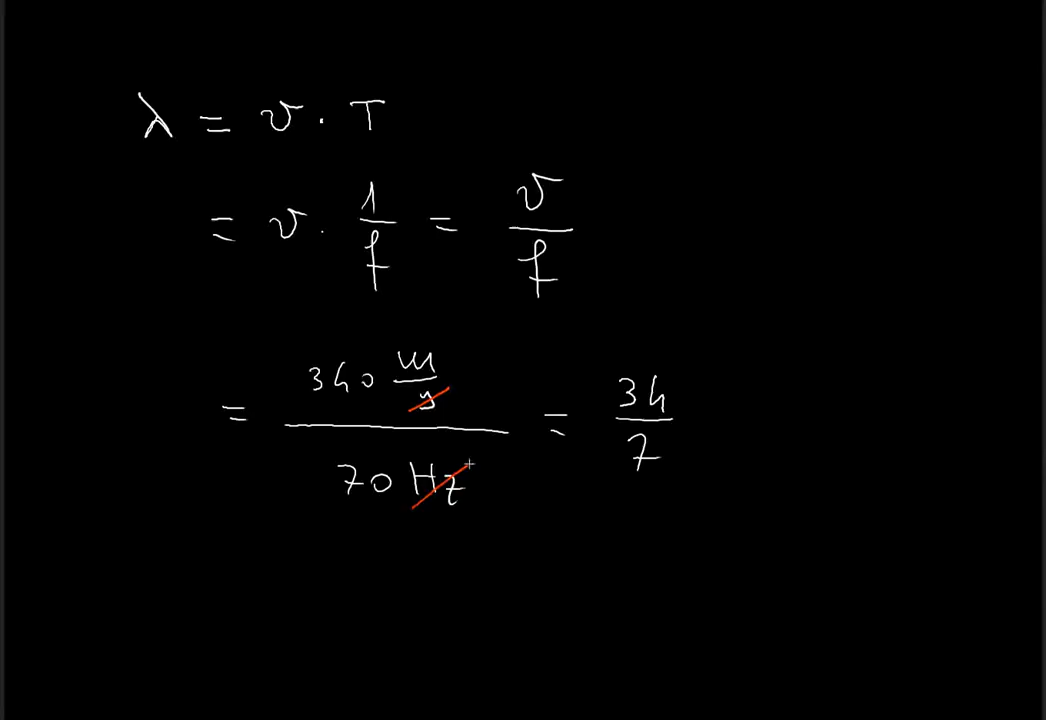 λ = v · T
= v · 1/f = v/f
= 340 m/s / 70 Hz = 34/7